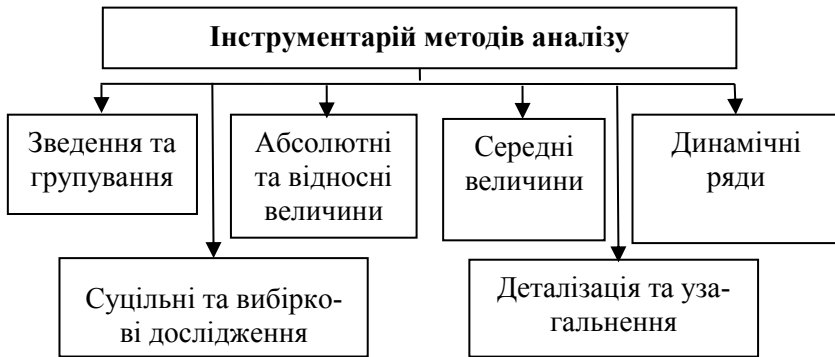 Інструментарій методів аналізу
Зведення та
групування
Абсолютні
та відносні
величини
Середні
величини
Динамічні
ряди
Суцільні та вибірко-
ві дослідження
Деталізація та уза-
гальнення